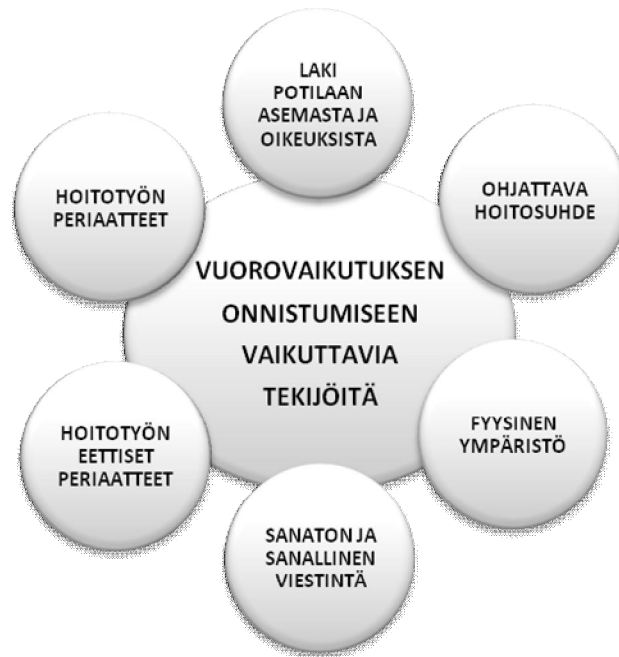 LAKI
POTILAAN
ASEMASTA JA
OIKEUKSISTA
OHJATTAVA
HOITOSUHDE
FYYSINEN
YMPÄRISTÖ
SANATON JA
SANALLINEN
VIESTINTÄ
HOITOTYÖN
EETTISET
PERIAATTEET
HOITOTYÖN
PERIAATTEET
VUOROVAIKUTUKSEN
ONNISTUMISEEN
VAIKUTTAVIA
TEKIJÖITÄ